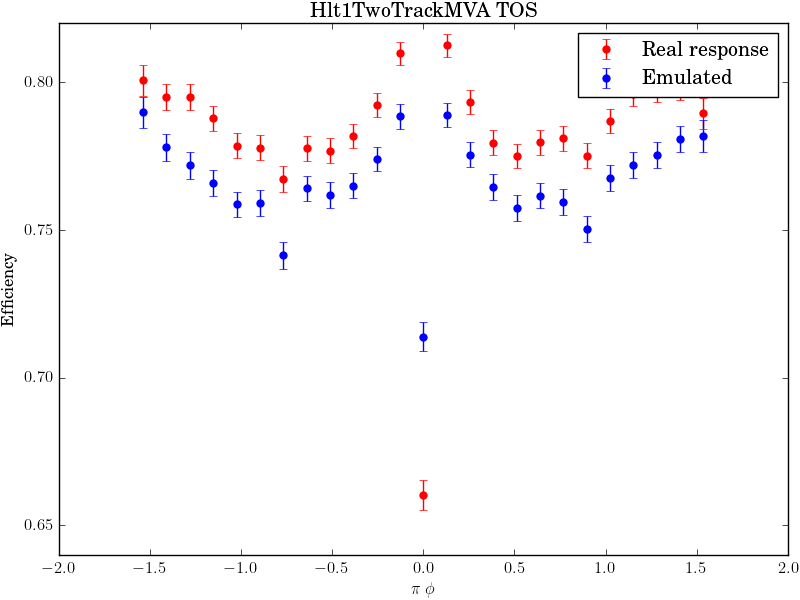 Hlt1TwoTrackMVA TOS
Real response
Emulated
Efficiency
0.80
0.75
0.70
0.65
−2.0 −1.5 −1.0 −0.5 0.0 0.5 1.0 1.5 2.0
π ϕ